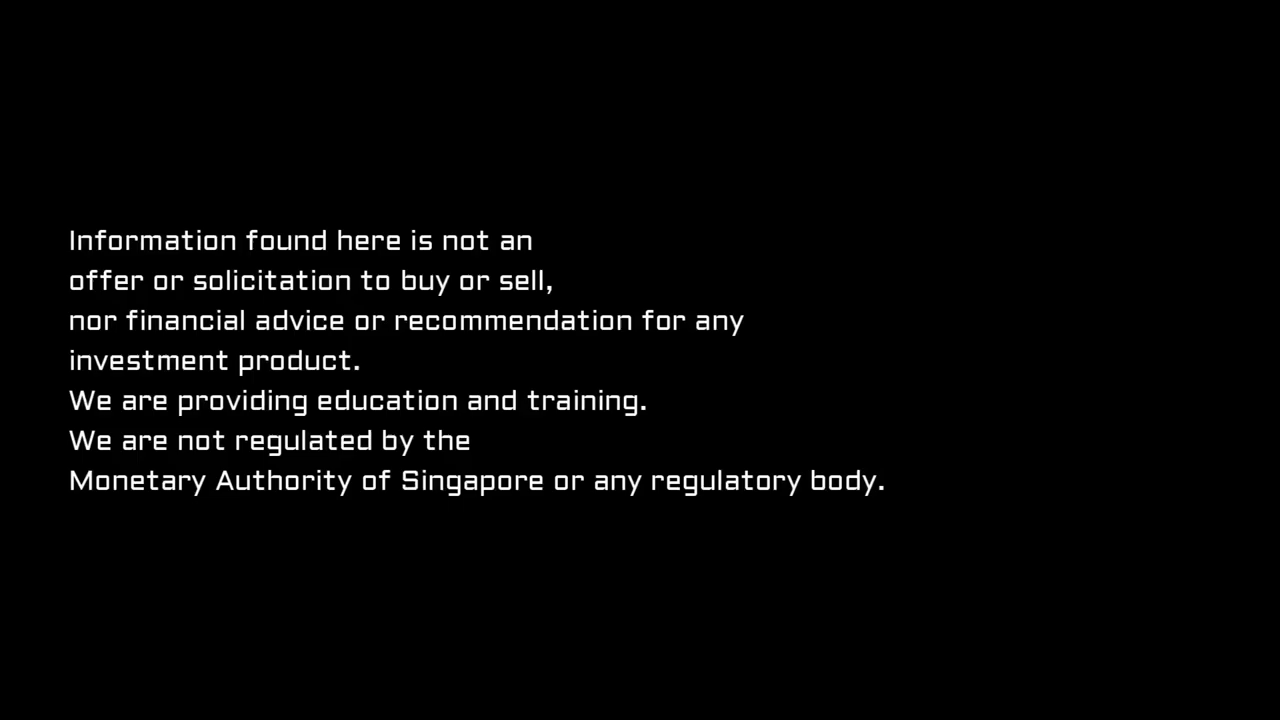 Information found here is not an
offer or solicitation to buy or sell,
nor financial advice or recommendation for any
investment product.
We are providing education and training.
We are not regulated by the
Monetary Authority of Singapore or any regulatory body.